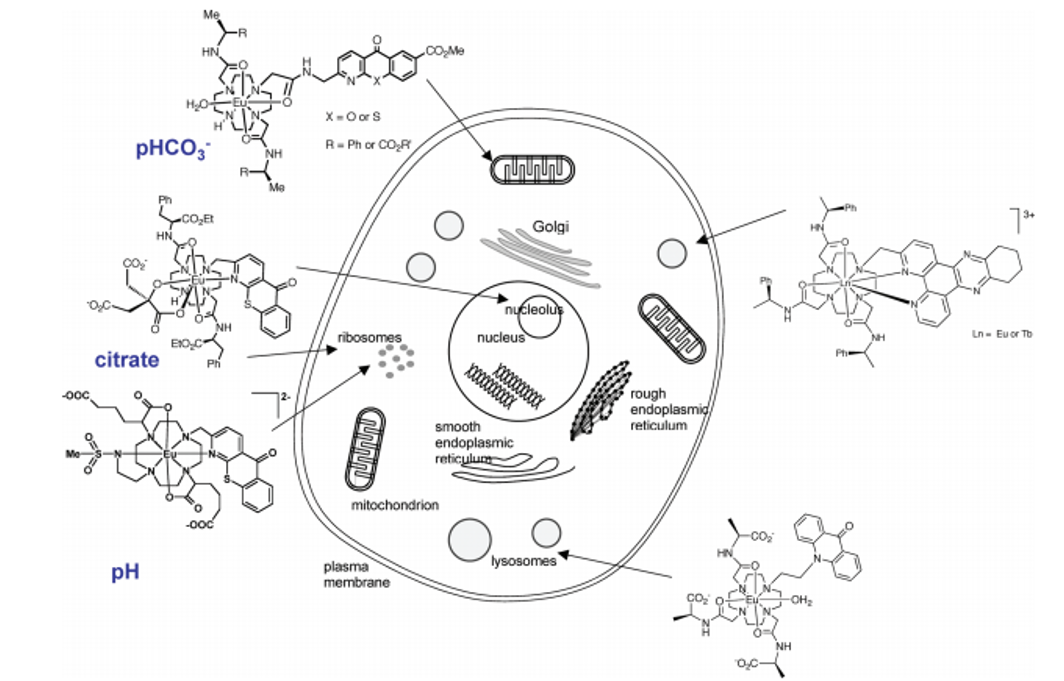 Me
R
HN
O
H
N
O
CO₂Me
N
X
N
N
H₂O
Eu
O
H
N
N
X = O or S
O
NH
R = Ph or CO₂R'
R
Me
pHCO₃⁻
Ph
CO₂Et
HN
O
CO₂⁻
N
N
O
Eu
N
O
⁻O₂C
H
N
O
O
O
S
NH
EtO₂C
Ph
citrate
2-
-OOC
O
O
N
N
O
Me
S
O
O
N
Eu
N
N
N
S
O
O
-OOC
pH
Golgi
nucleolus
nucleus
ribosomes
rough
endoplasmic
reticulum
smooth
endoplasmic
reticulum
mitochondrion
lysosomes
plasma
membrane
3+
Ph
HN
O
N
N
N
N
Ph
O
Ln
N
H
N
N
N
O
NH
Ph
Ln = Eu or Tb
CO₂⁻
HN
O
O
N
N
N
CO₂⁻
O
Eu
OH₂
N
H
N
N
O
NH
⁻O₂C